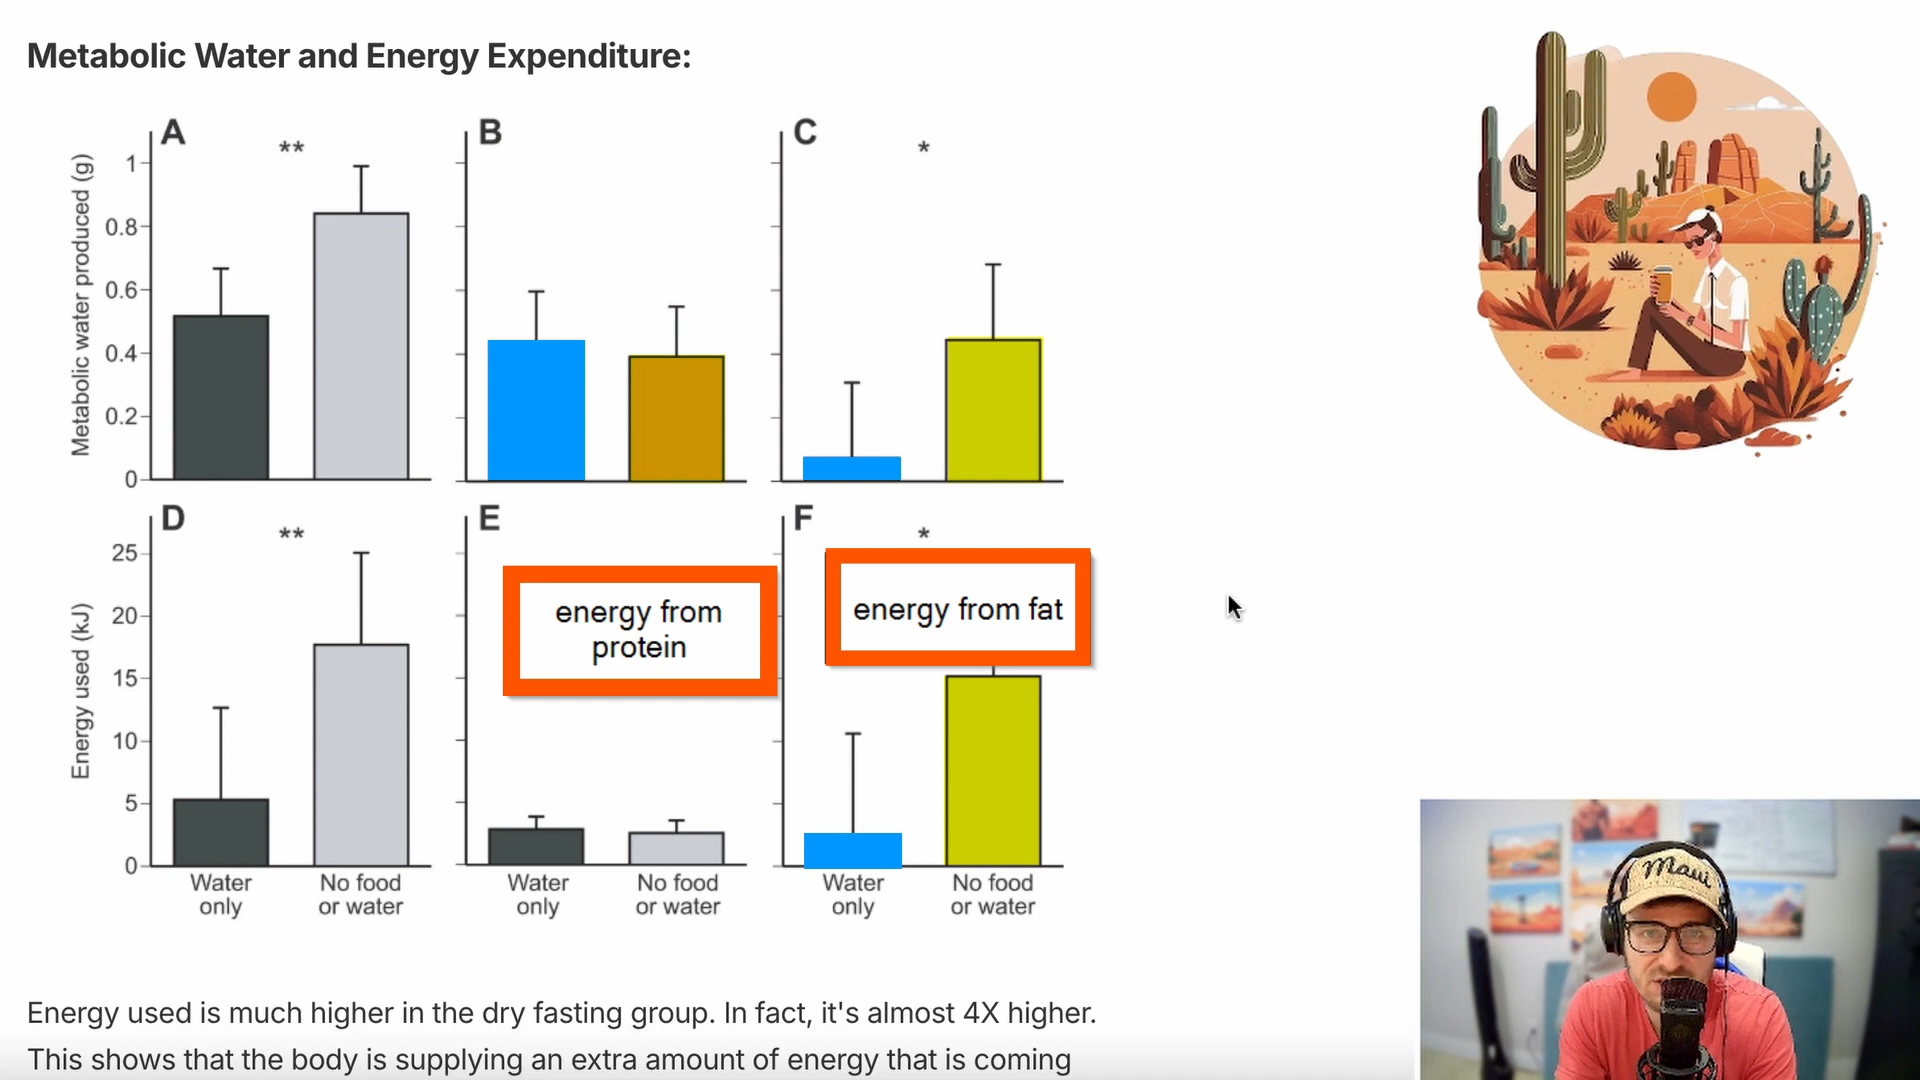 Metabolic Water and Energy Expenditure:
A
**
B
C
*
Metabolic water produced (g)
1
0.8
0.6
0.4
0.2
0
D
**
E
F
*
Energy used (kJ)
25
20
15
10
5
0
energy from
protein
energy from fat
Water
only
No food
or water
Water
only
No food
or water
Water
only
No food
or water
Maui
Energy used is much higher in the dry fasting group. In fact, it's almost 4X higher.
This shows that the body is supplying an extra amount of energy that is coming